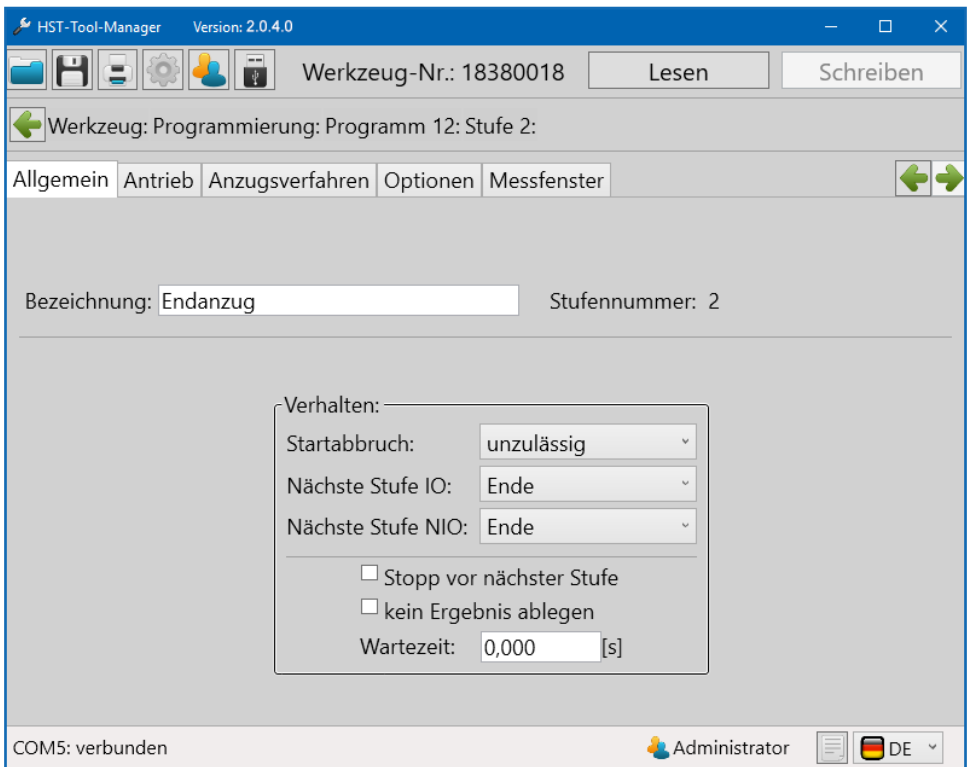 HST-Tool-Manager Version: 2.0.4.0
Werkzeug-Nr.: 18380018 Lesen Schreiben
Werkzeug: Programmierung: Programm 12: Stufe 2:
Allgemein Antrieb Anzugsverfahren Optionen Messfenster
Bezeichnung: Endanzug Stufennummer: 2
Verhalten:
Startabbruch: unzulässig
Nächste Stufe IO: Ende
Nächste Stufe NIO: Ende
Stopp vor nächster Stufe
kein Ergebnis ablegen
Wartezeit: 0,000 [s]
COM5: verbunden Administrator DE